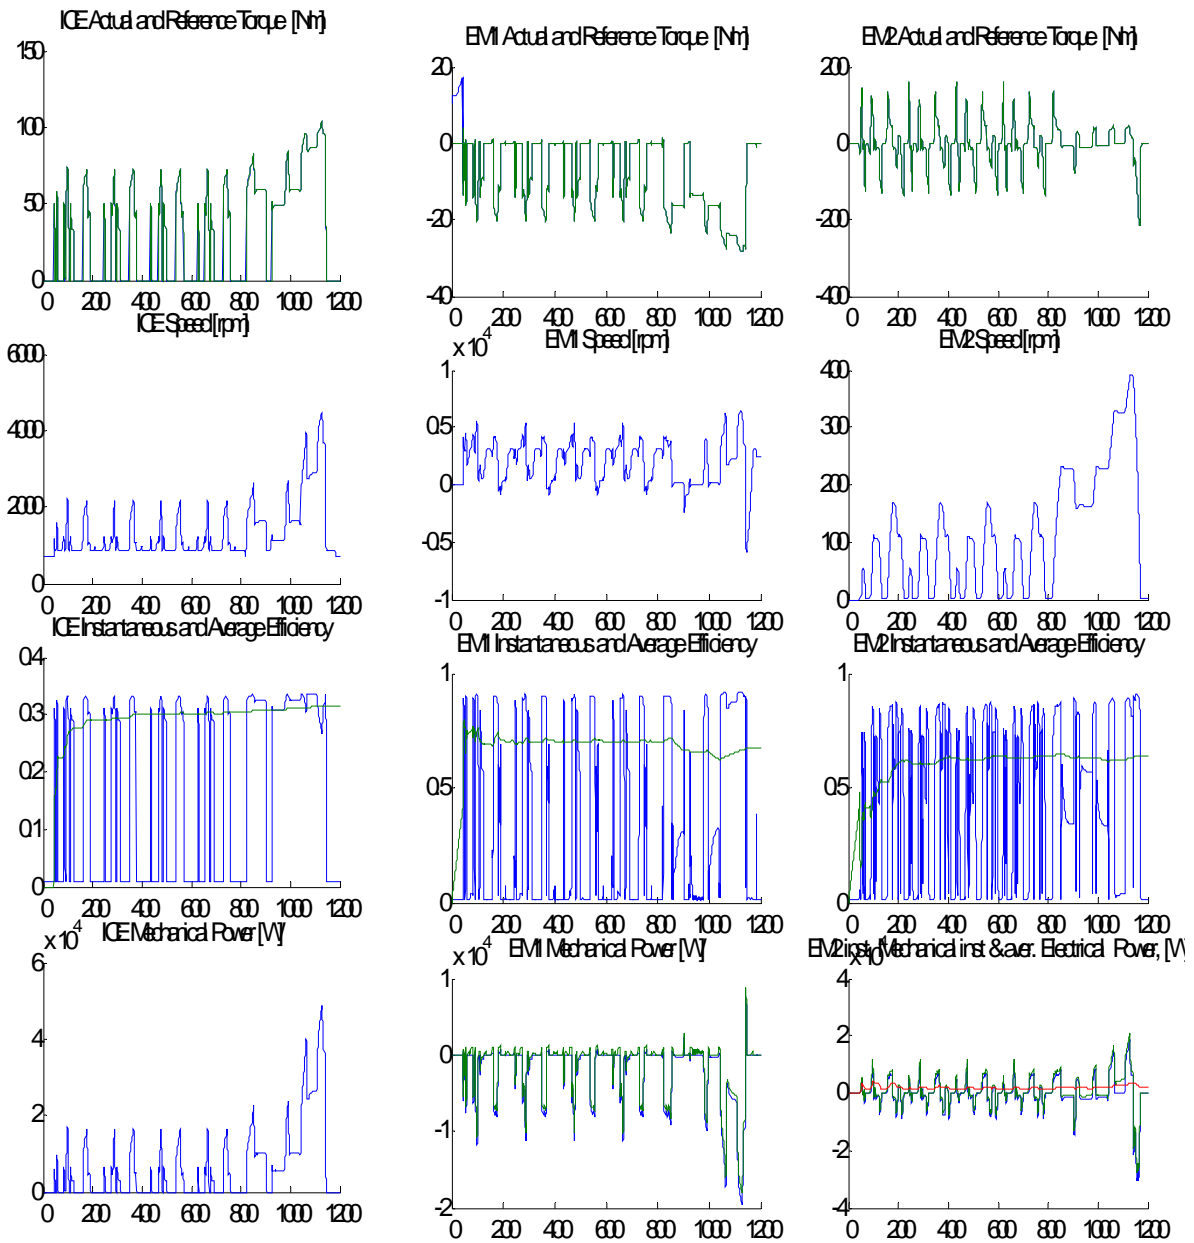 ICE Actual and Reference Torque [Nm]
150
100
50
0
0 200 400 600 800 1000 1200
EM1 Actual and Reference Torque [Nm]
20
0
-20
-40
0 200 400 600 800 1000 1200
EM2 Actual and Reference Torque [Nm]
200
0
-200
-400
0 200 400 600 800 1000 1200
ICE Speed [rpm]
6000
4000
2000
0
0 200 400 600 800 1000 1200
EM1 Speed [rpm]
x 10^4
1
0.5
0
-0.5
-1
0 200 400 600 800 1000 1200
EM2 Speed [rpm]
400
300
200
100
0
0 200 400 600 800 1000 1200
ICE Instantaneous and Average Efficiency
0.4
0.3
0.2
0.1
0
0 200 400 600 800 1000 1200
EM1 Instantaneous and Average Efficiency
1
0.5
0
0 200 400 600 800 1000 1200
EM2 Instantaneous and Average Efficiency
1
0.5
0
0 200 400 600 800 1000 1200
ICE Mechanical Power [W]
x 10^4
6
4
2
0
0 200 400 600 800 1000 1200
EM1 Mechanical Power [W]
x 10^4
1
0
-1
-2
0 200 400 600 800 1000 1200
EM2 Mechanical inst & aver. Electrical Power, [W]
4
2
0
-2
-4
0 200 400 600 800 1000 1200